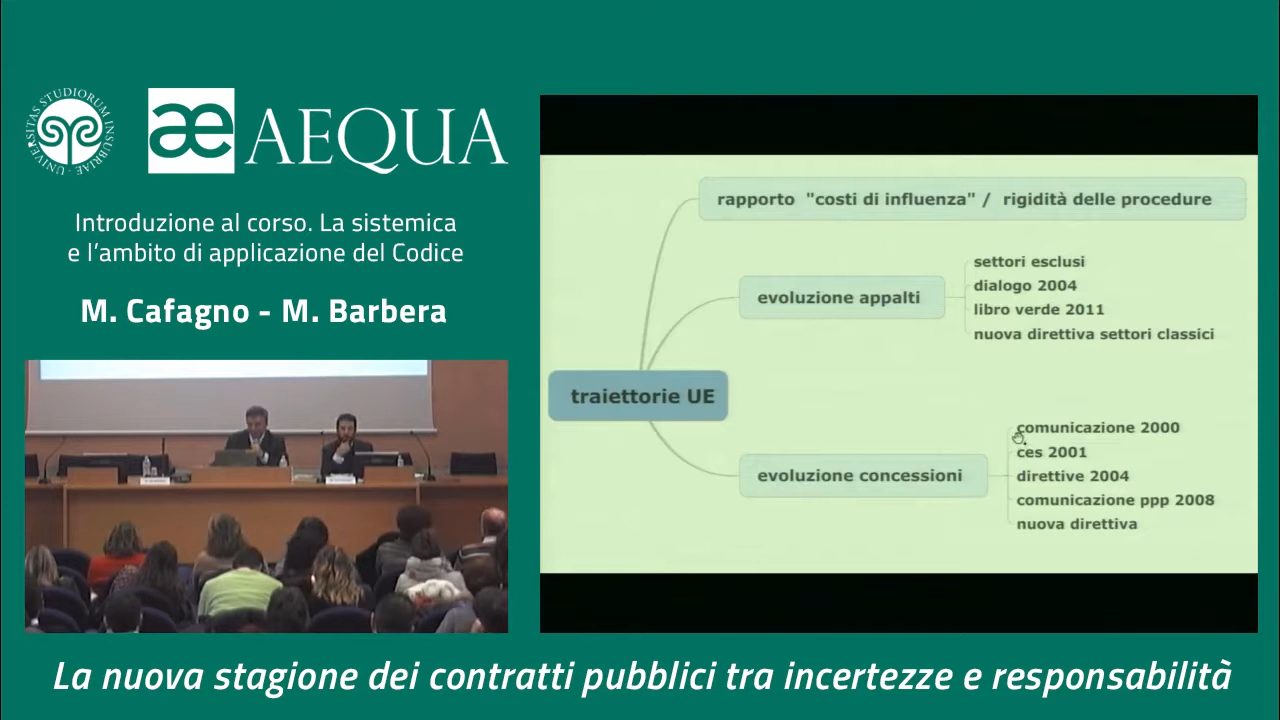 UNIVERSITAS STUDIORUM INSUBRIAE
æ AEQUA
Introduzione al corso. La sistemica
e l'ambito di applicazione del Codice
M. Cafagno - M. Barbera
rapporto "costi di influenza" / rigidità delle procedure
evoluzione appalti
settori esclusi
dialogo 2004
libro verde 2011
nuova direttiva settori classici
traiettorie UE
evoluzione concessioni
comunicazione 2000
ces 2001
direttive 2004
comunicazione ppp 2008
nuova direttiva
La nuova stagione dei contratti pubblici tra incertezze e responsabilità